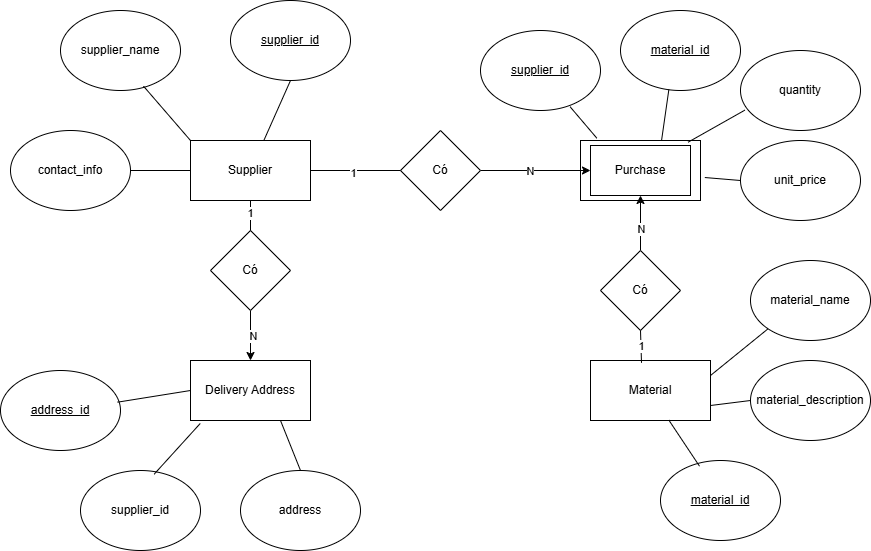 supplier_name
supplier_id
supplier_id
material_id
quantity
contact_info
Supplier
1
Có
N
Purchase
unit_price
1
Có
N
N
Có
1
material_name
Delivery Address
Material
material_description
address_id
supplier_id
address
material_id